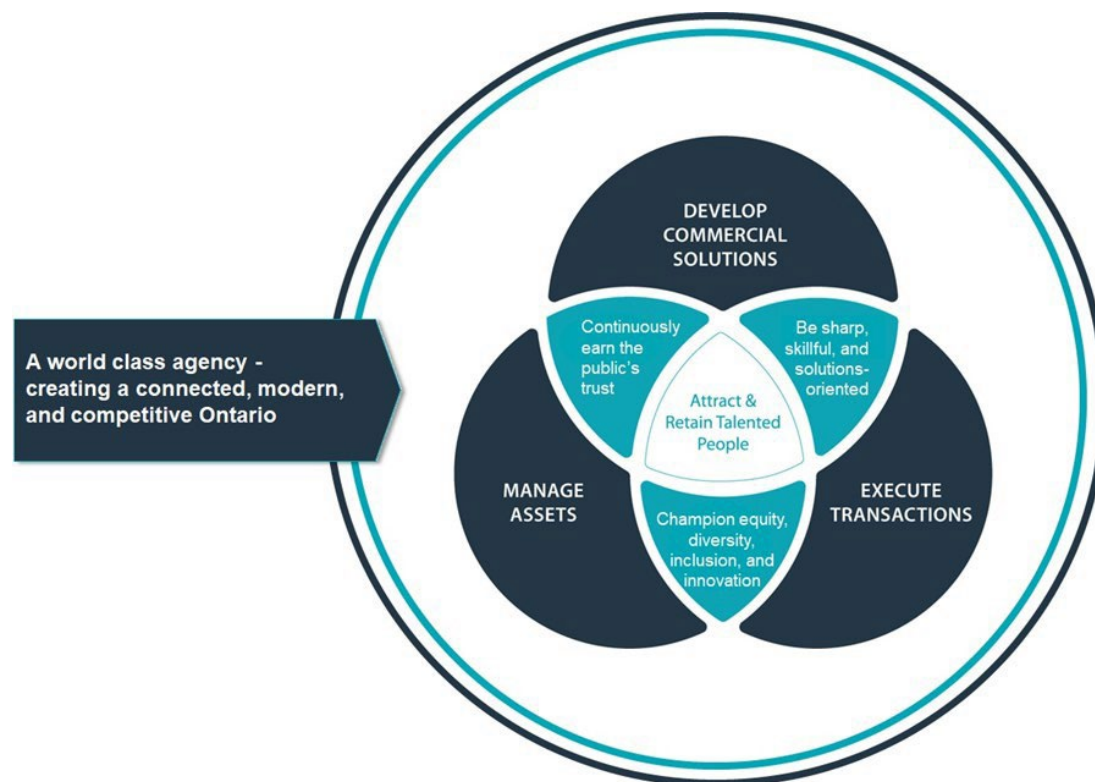 A world class agency -
creating a connected, modern,
and competitive Ontario
DEVELOP
COMMERCIAL
SOLUTIONS
Continuously
earn the
public's
trust
Be sharp,
skillful, and
solutions-
oriented
Attract &
Retain Talented
People
MANAGE
ASSETS
EXECUTE
TRANSACTIONS
Champion equity,
diversity,
inclusion, and
innovation